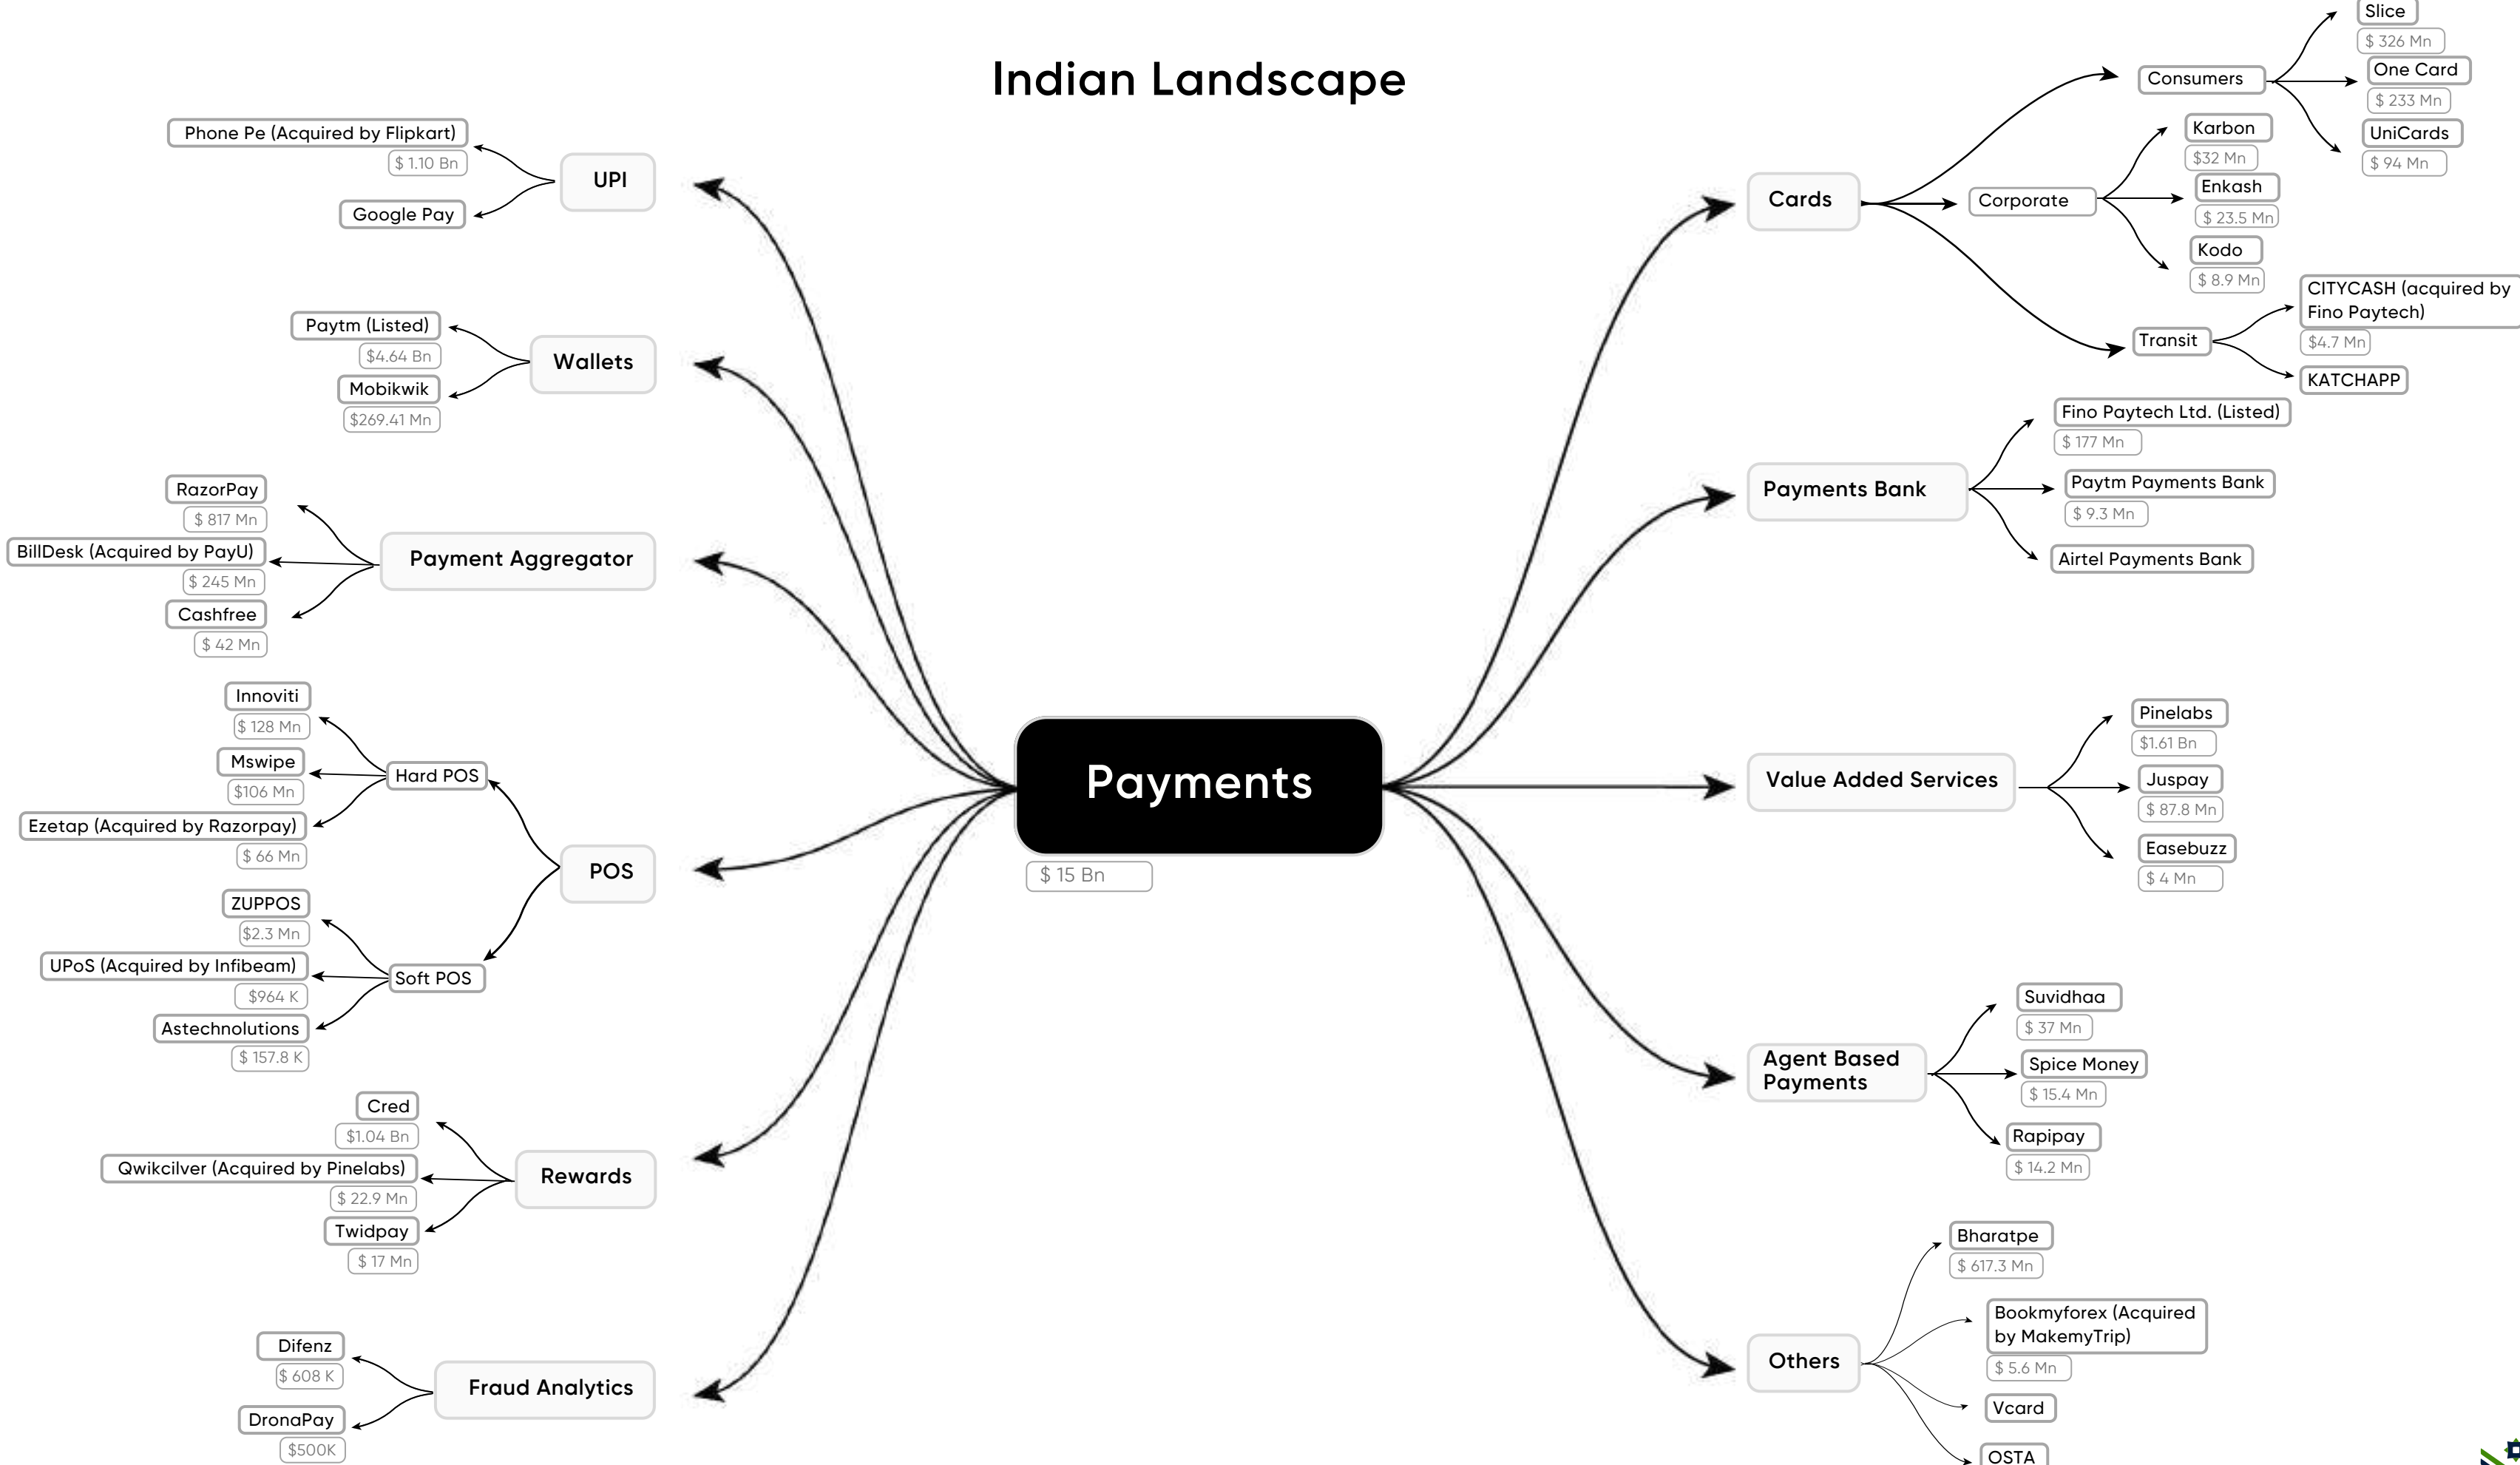 Indian Landscape
Payments
$ 15 Bn
UPI
Phone Pe (Acquired by Flipkart)
$ 1.10 Bn
Google Pay
Wallets
Paytm (Listed)
$4.64 Bn
Mobikwik
$269.41 Mn
Payment Aggregator
RazorPay
$ 817 Mn
BillDesk (Acquired by PayU)
$ 245 Mn
Cashfree
$ 42 Mn
POS
Hard POS
Innoviti
$ 128 Mn
Mswipe
$106 Mn
Ezetap (Acquired by Razorpay)
$ 66 Mn
Soft POS
ZUPPOS
$2.3 Mn
UPoS (Acquired by Infibeam)
$964 K
Astechnolutions
$ 157.8 K
Rewards
Cred
$1.04 Bn
Qwikcilver (Acquired by Pinelabs)
$ 22.9 Mn
Twidpay
$ 17 Mn
Fraud Analytics
Difenz
$ 608 K
DronaPay
$500K
Cards
Consumers
Slice
$ 326 Mn
One Card
$ 233 Mn
UniCards
$ 94 Mn
Corporate
Karbon
$32 Mn
Enkash
$ 23.5 Mn
Kodo
$ 8.9 Mn
Transit
CITYCASH (acquired by
Fino Paytech)
$4.7 Mn
KATCHAPP
Payments Bank
Fino Paytech Ltd. (Listed)
$ 177 Mn
Paytm Payments Bank
$ 9.3 Mn
Airtel Payments Bank
Value Added Services
Pinelabs
$1.61 Bn
Juspay
$ 87.8 Mn
Easebuzz
$ 4 Mn
Agent Based
Payments
Suvidhaa
$ 37 Mn
Spice Money
$ 15.4 Mn
Rapipay
$ 14.2 Mn
Others
Bharatpe
$ 617.3 Mn
Bookmyforex (Acquired
by MakemyTrip)
$ 5.6 Mn
Vcard
OSTA